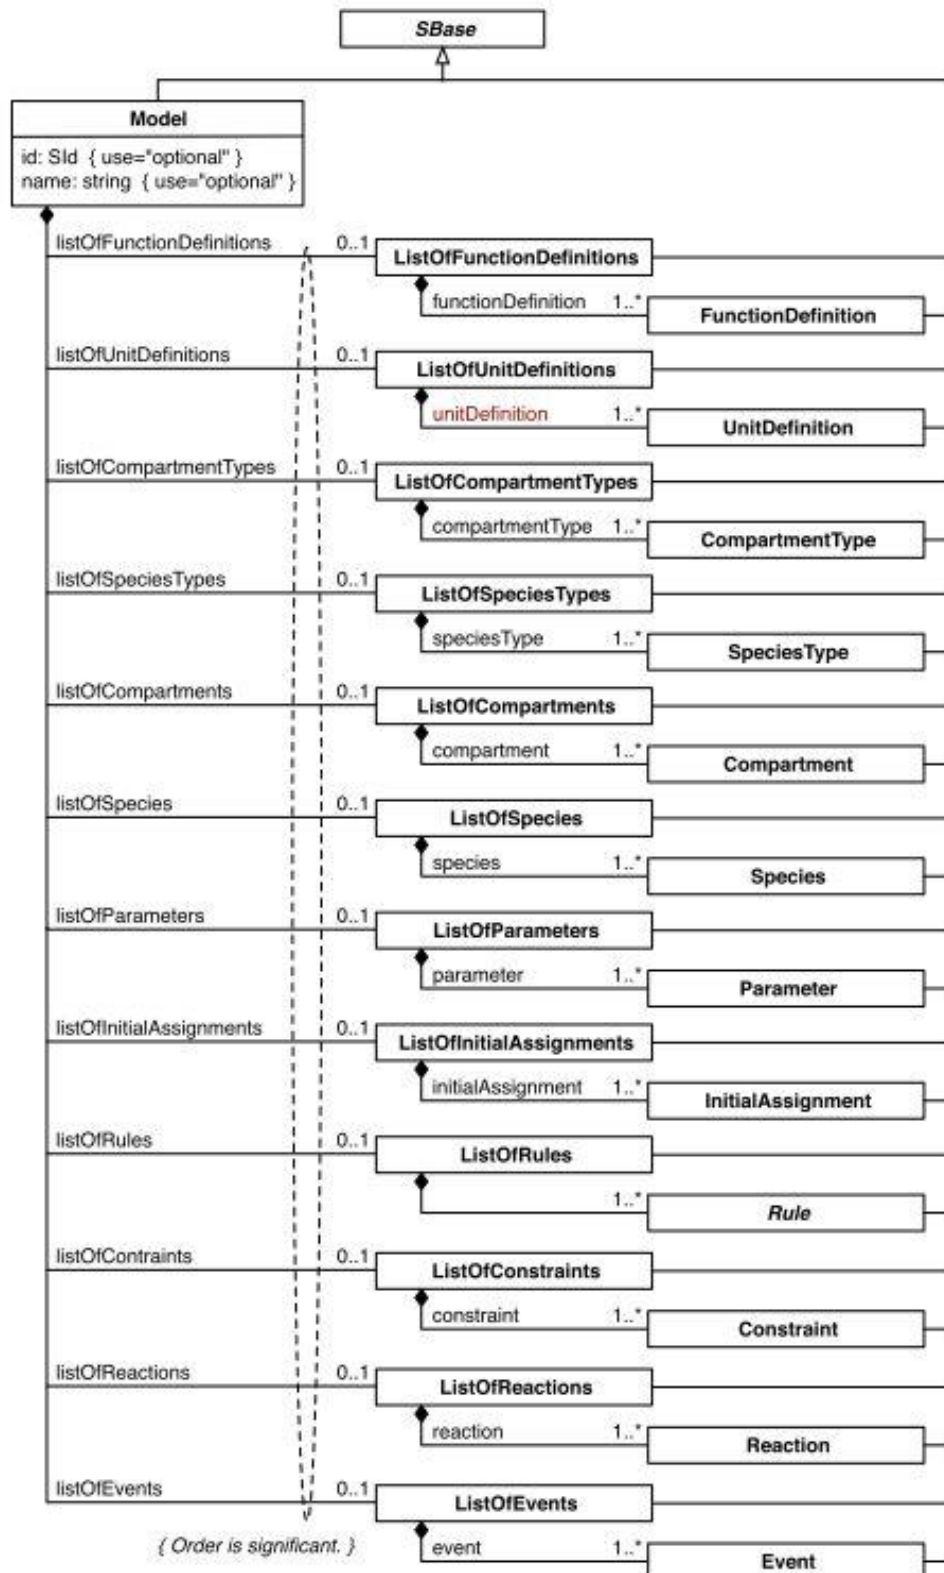 SBase
Model
id: SId { use="optional" }
name: string { use="optional" }
listOfFunctionDefinitions 0..1 ListOfFunctionDefinitions
functionDefinition 1..* FunctionDefinition
listOfUnitDefinitions 0..1 ListOfUnitDefinitions
unitDefinition 1..* UnitDefinition
listOfCompartmentTypes 0..1 ListOfCompartmentTypes
compartmentType 1..* CompartmentType
listOfSpeciesTypes 0..1 ListOfSpeciesTypes
speciesType 1..* SpeciesType
listOfCompartments 0..1 ListOfCompartments
compartment 1..* Compartment
listOfSpecies 0..1 ListOfSpecies
species 1..* Species
listOfParameters 0..1 ListOfParameters
parameter 1..* Parameter
listOfInitialAssignments 0..1 ListOfInitialAssignments
initialAssignment 1..* InitialAssignment
listOfRules 0..1 ListOfRules
1..* Rule
listOfContraints 0..1 ListOfConstraints
constraint 1..* Constraint
listOfReactions 0..1 ListOfReactions
reaction 1..* Reaction
listOfEvents 0..1 ListOfEvents
{ Order is significant. } event 1..* Event